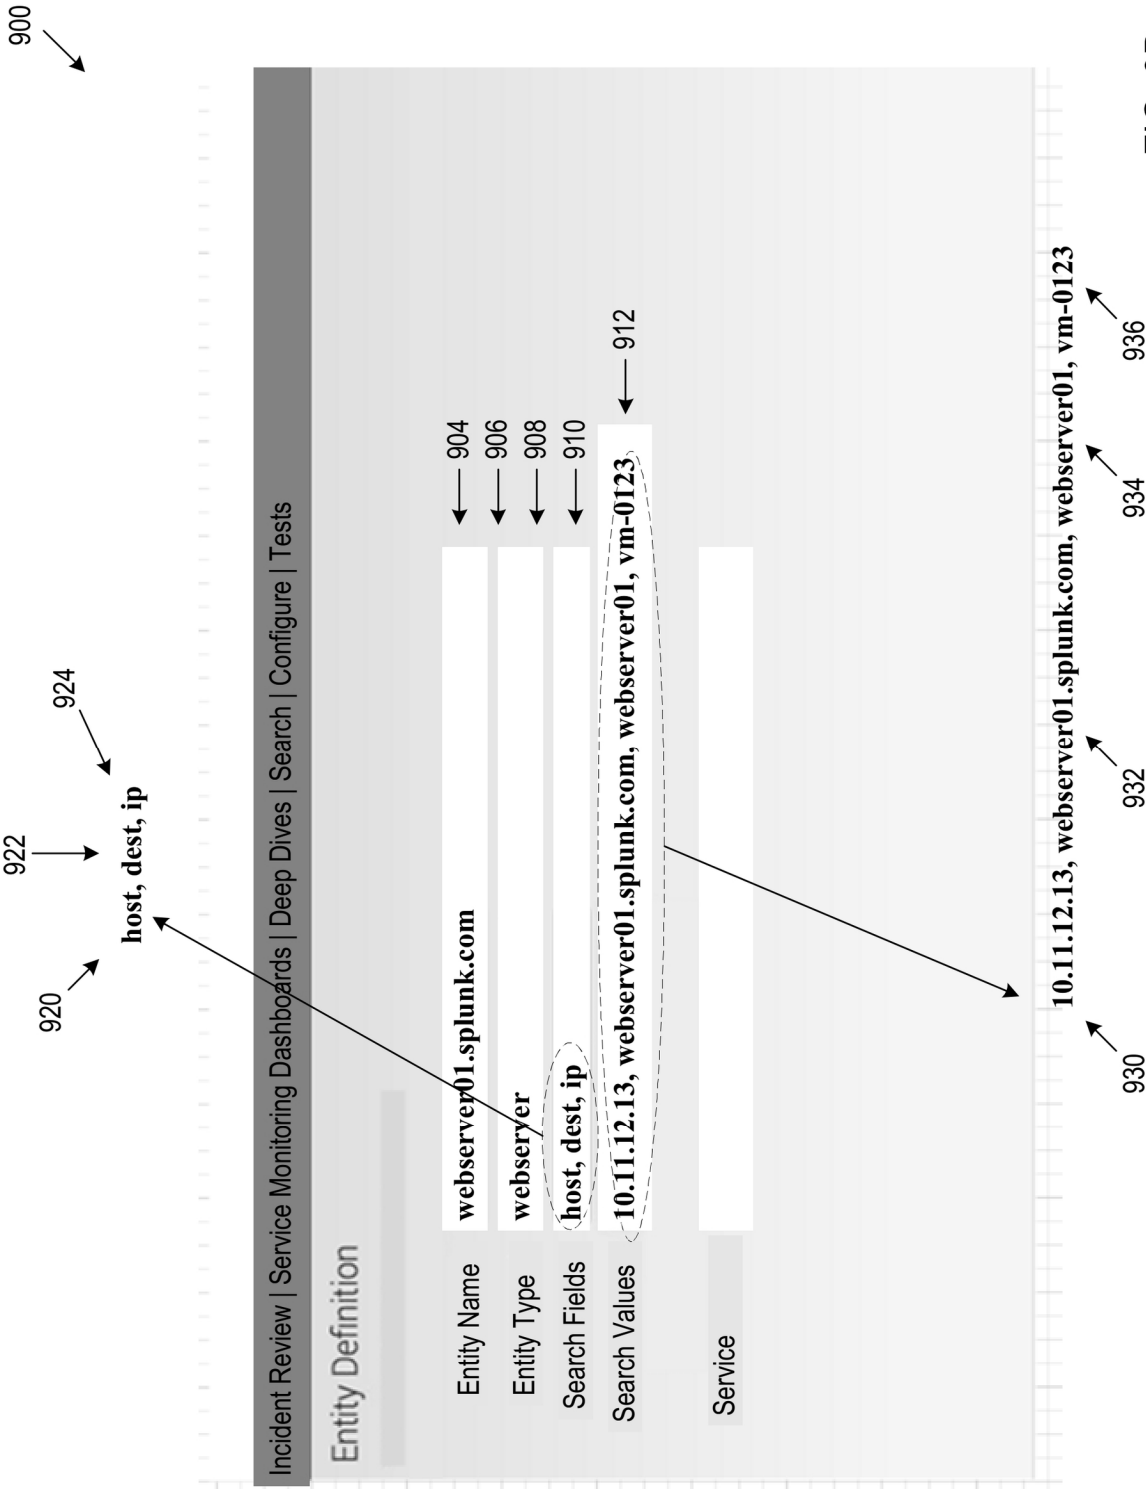 900
922
920
924
host, dest, ip
Incident Review | Service Monitoring Dashboards | Deep Dives | Search | Configure | Tests
Entity Definition
Entity Name
webserver01.splunk.com
904
906
Entity Type
webserver
908
Search Fields
host, dest, ip
910
Search Values
10.11.12.13, webserver01.splunk.com, webserver01, vm-0123
912
Service
10.11.12.13, webserver01.splunk.com, webserver01, vm-0123
930
932
934
936